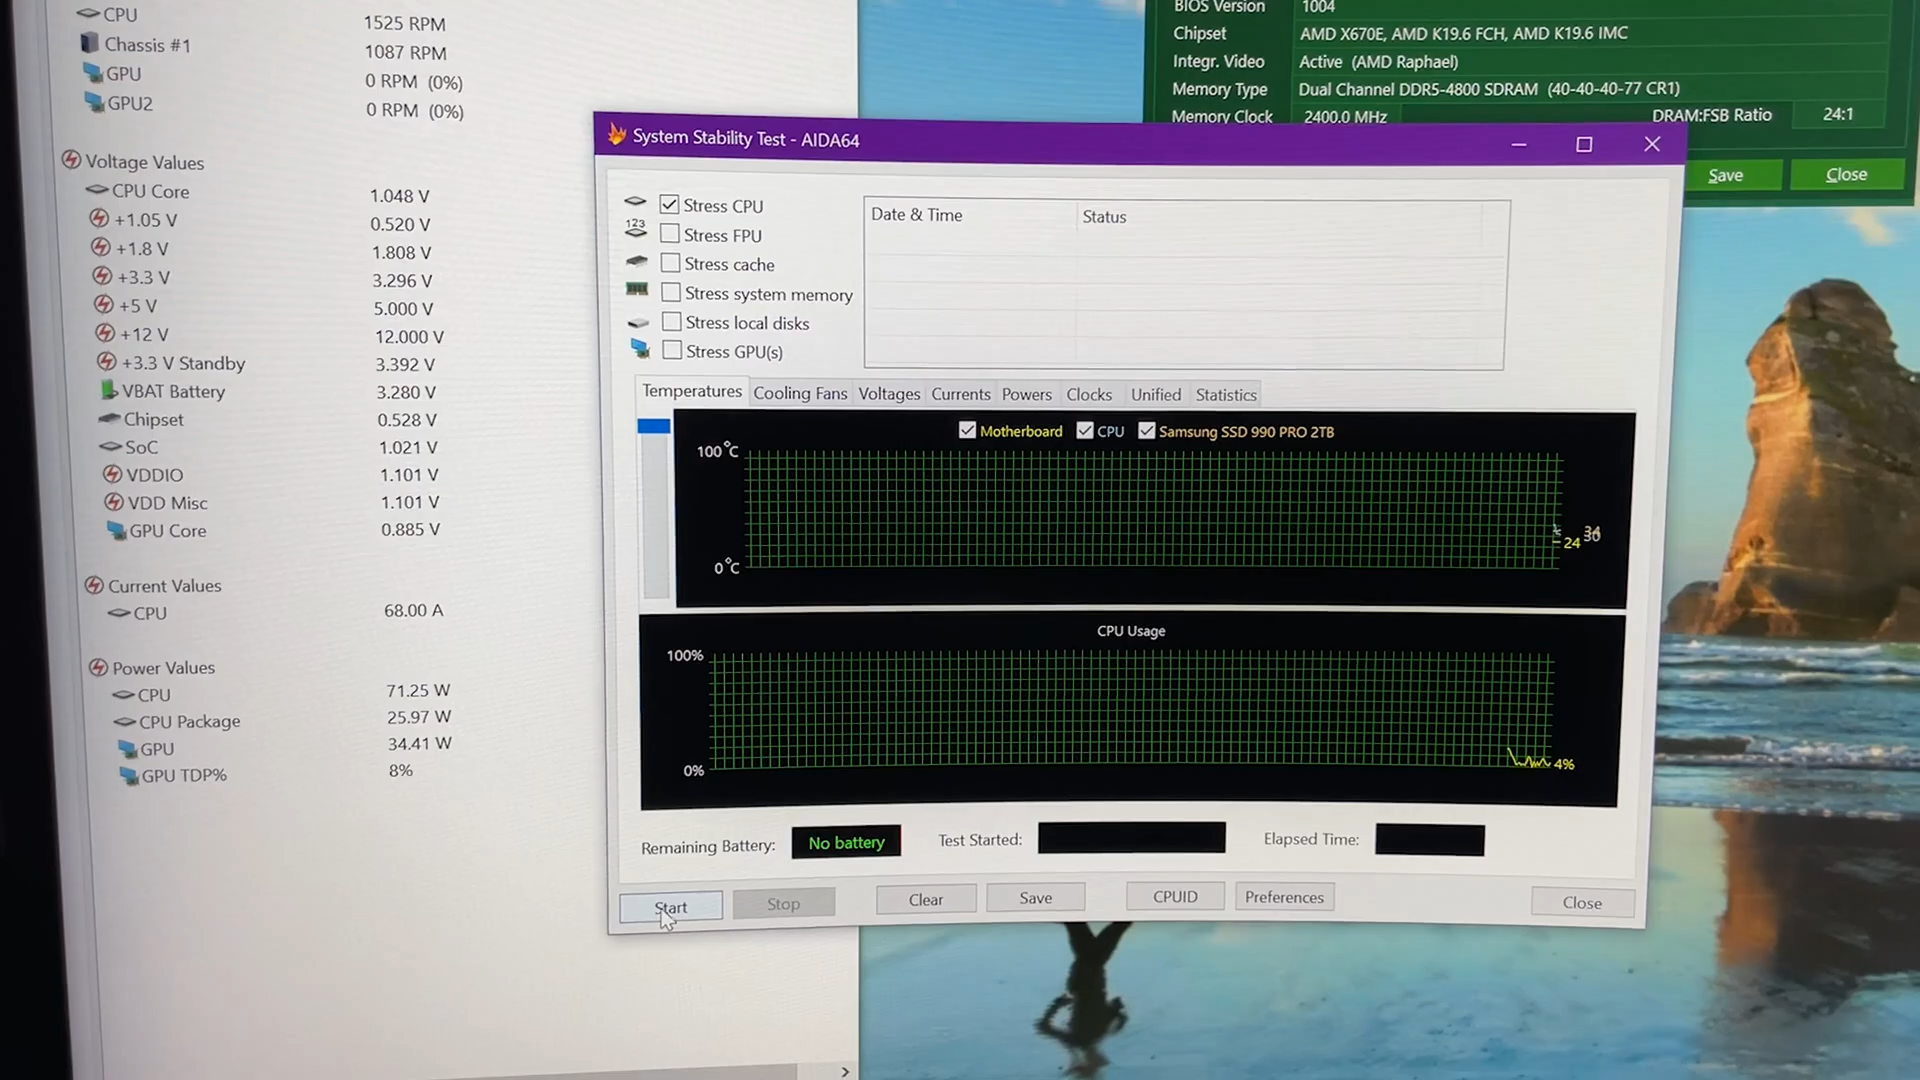 CPU 1525 RPM
Chassis #1 1087 RPM
GPU 0 RPM (0%)
GPU2 0 RPM (0%)
Voltage Values
CPU Core 1.048 V
+1.05 V 0.520 V
+1.8 V 1.808 V
+3.3 V 3.296 V
+5 V 5.000 V
+12 V 12.000 V
+3.3 V Standby 3.392 V
VBAT Battery 3.280 V
Chipset 0.528 V
SoC 1.021 V
VDDIO 1.101 V
VDD Misc 1.101 V
GPU Core 0.885 V
Current Values
CPU 68.00 A
Power Values
CPU 71.25 W
CPU Package 25.97 W
GPU 34.41 W
GPU TDP% 8%
BIOS Version 1004
Chipset AMD X670E, AMD K19.6 FCH, AMD K19.6 IMC
Integr. Video Active (AMD Raphael)
Memory Type Dual Channel DDR5-4800 SDRAM (40-40-40-77 CR1)
Memory Clock 2400.0 MHz DRAM:FSB Ratio 24:1
Save Close
System Stability Test - AIDA64
Stress CPU
123
Stress FPU
Stress cache
Stress system memory
Stress local disks
Stress GPU(s)
Date & Time Status
Temperatures Cooling Fans Voltages Currents Powers Clocks Unified Statistics
Motherboard CPU Samsung SSD 990 PRO 2TB
100°C
24 34
30
0°C
CPU Usage
100%
0% 4%
Remaining Battery: No battery Test Started: Elapsed Time:
Start Stop Clear Save CPUID Preferences Close